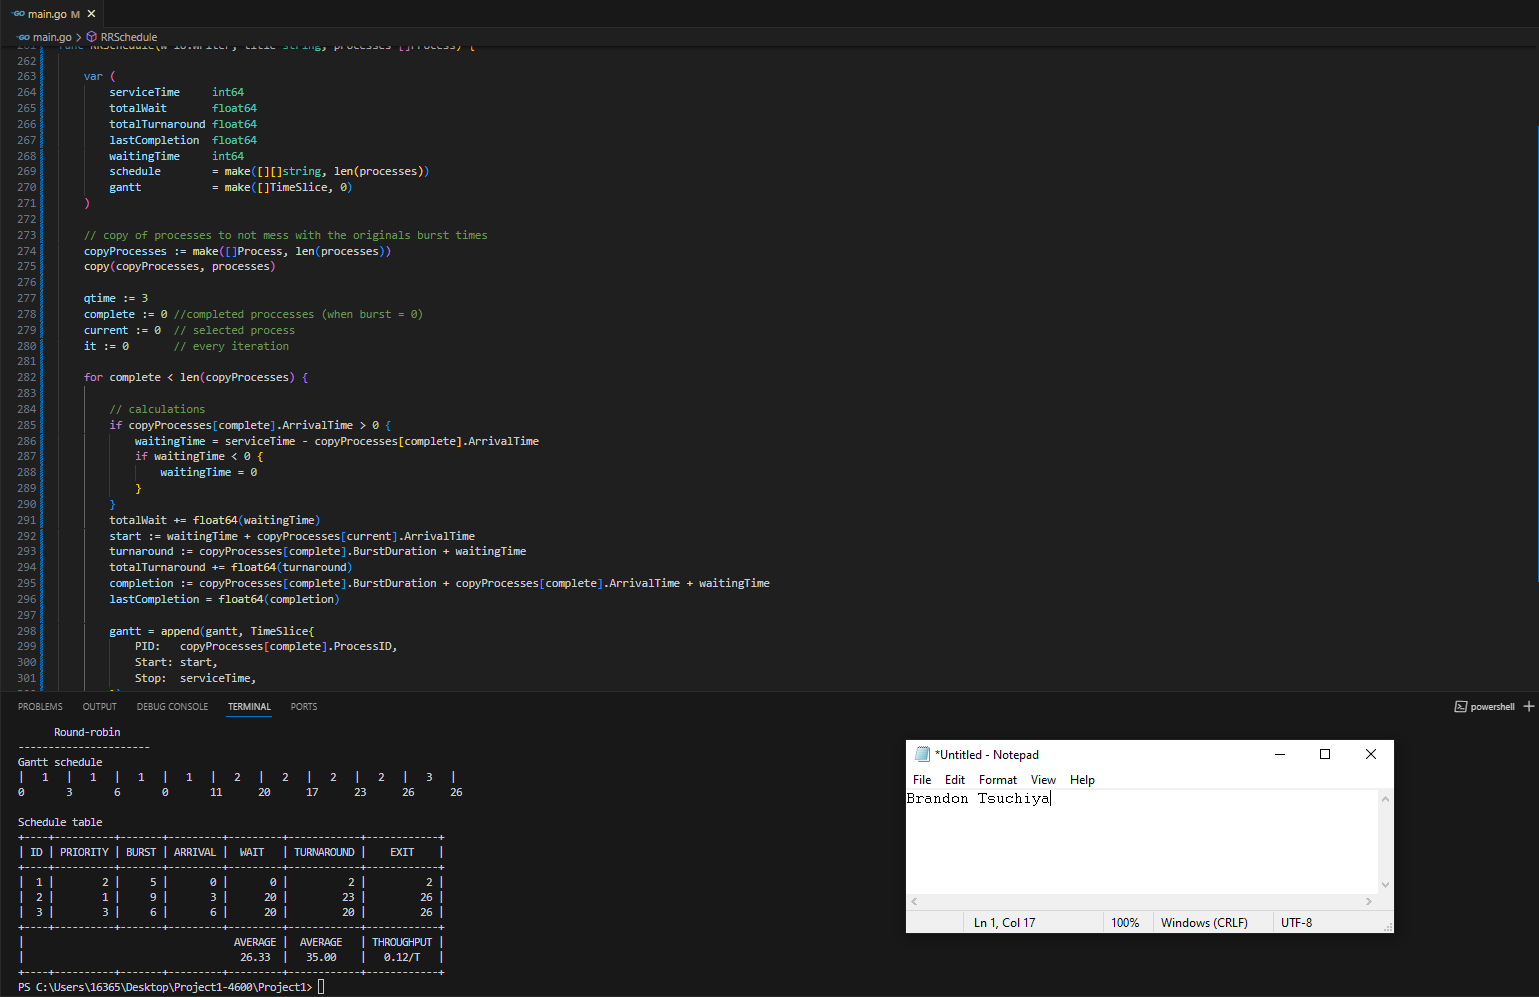 main.go M
main.go > RRSchedule
261 func RRSchedule(w io.Writer, title string, processes []Process) {
262
263 var (
264 serviceTime int64
265 totalWait float64
266 totalTurnaround float64
267 lastCompletion float64
268 waitingTime int64
269 schedule = make([][]string, len(processes))
270 gantt = make([]TimeSlice, 0)
271 )
272
273 // copy of processes to not mess with the originals burst times
274 copyProcesses := make([]Process, len(processes))
275 copy(copyProcesses, processes)
276
277 qtime := 3
278 complete := 0 //completed proccesses (when burst = 0)
279 current := 0 // selected process
280 it := 0 // every iteration
281
282 for complete < len(copyProcesses) {
283
284 // calculations
285 if copyProcesses[complete].ArrivalTime > 0 {
286 waitingTime = serviceTime - copyProcesses[complete].ArrivalTime
287 if waitingTime < 0 {
288 waitingTime = 0
289 }
290 }
291 totalWait += float64(waitingTime)
292 start := waitingTime + copyProcesses[current].ArrivalTime
293 turnaround := copyProcesses[complete].BurstDuration + waitingTime
294 totalTurnaround += float64(turnaround)
295 completion := copyProcesses[complete].BurstDuration + copyProcesses[complete].ArrivalTime + waitingTime
296 lastCompletion = float64(completion)
297
298 gantt = append(gantt, TimeSlice{
299 PID: copyProcesses[complete].ProcessID,
300 Start: start,
301 Stop: serviceTime,
PROBLEMS OUTPUT DEBUG CONSOLE TERMINAL PORTS powershell
Round-robin
----------------------
Gantt schedule
| 1 | 1 | 1 | 1 | 2 | 2 | 2 | 2 | 3 |
0 3 6 0 11 20 17 23 26 26
Schedule table
+----+----------+-------+---------+---------+------------+------------+
| ID | PRIORITY | BURST | ARRIVAL | WAIT | TURNAROUND | EXIT |
+----+----------+-------+---------+---------+------------+------------+
| 1 | 2 | 5 | 0 | 0 | 2 | 2 |
| 2 | 1 | 9 | 3 | 20 | 23 | 26 |
| 3 | 3 | 6 | 6 | 20 | 20 | 26 |
+----+----------+-------+---------+---------+------------+------------+
| AVERAGE | AVERAGE | THROUGHPUT |
| 26.33 | 35.00 | 0.12/T |
+----+----------+-------+---------+---------+------------+------------+
PS C:\Users\16365\Desktop\Project1-4600\Project1>
*Untitled - Notepad
File Edit Format View Help
Brandon Tsuchiya
Ln 1, Col 17 100% Windows (CRLF) UTF-8